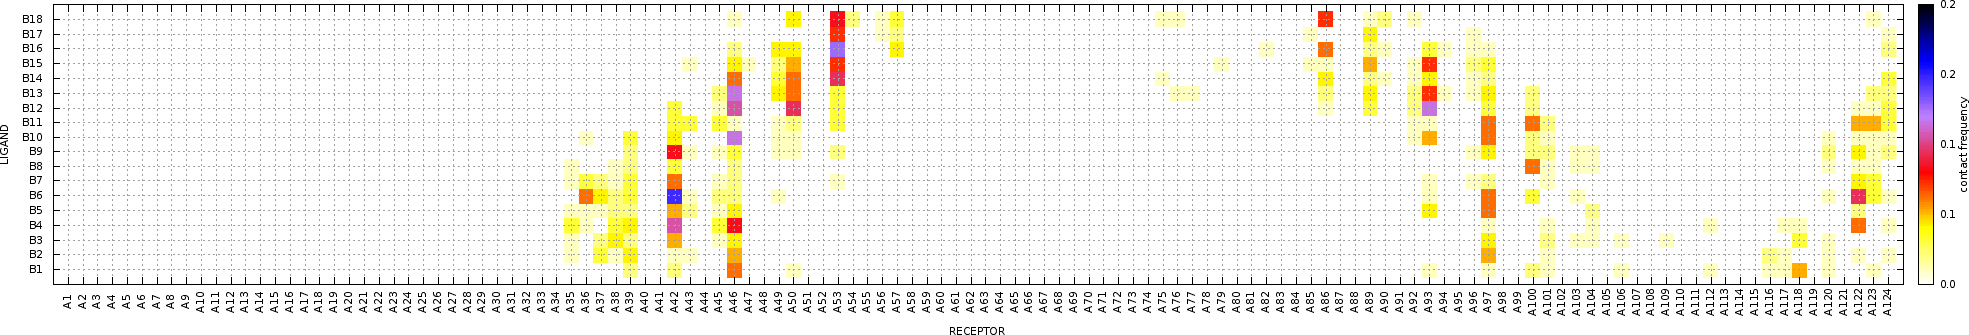 B18
B17
B16
B15
B14
B13
B12
B11
B10
B9
B8
B7
B6
B5
B4
B3
B2
B1
LIGAND
A1 A2 A3 A4 A5 A6 A7 A8 A9 A10 A11 A12 A13 A14 A15 A16 A17 A18 A19 A20 A21 A22 A23 A24 A25 A26 A27 A28 A29 A30 A31 A32 A33 A34 A35 A36 A37 A38 A39 A40 A41 A42 A43 A44 A45 A46 A47 A48 A49 A50 A51 A52 A53 A54 A55 A56 A57 A58 A59 A60 A61 A62 A63 A64 A65 A66 A67 A68 A69 A70 A71 A72 A73 A74 A75 A76 A77 A78 A79 A80 A81 A82 A83 A84 A85 A86 A87 A88 A89 A90 A91 A92 A93 A94 A95 A96 A97 A98 A99 A100 A101 A102 A103 A104 A105 A106 A107 A108 A109 A110 A111 A112 A113 A114 A115 A116 A117 A118 A119 A120 A121 A122 A123 A124
RECEPTOR
0.2
0.2
0.1
0.1
0.0
contact frequency